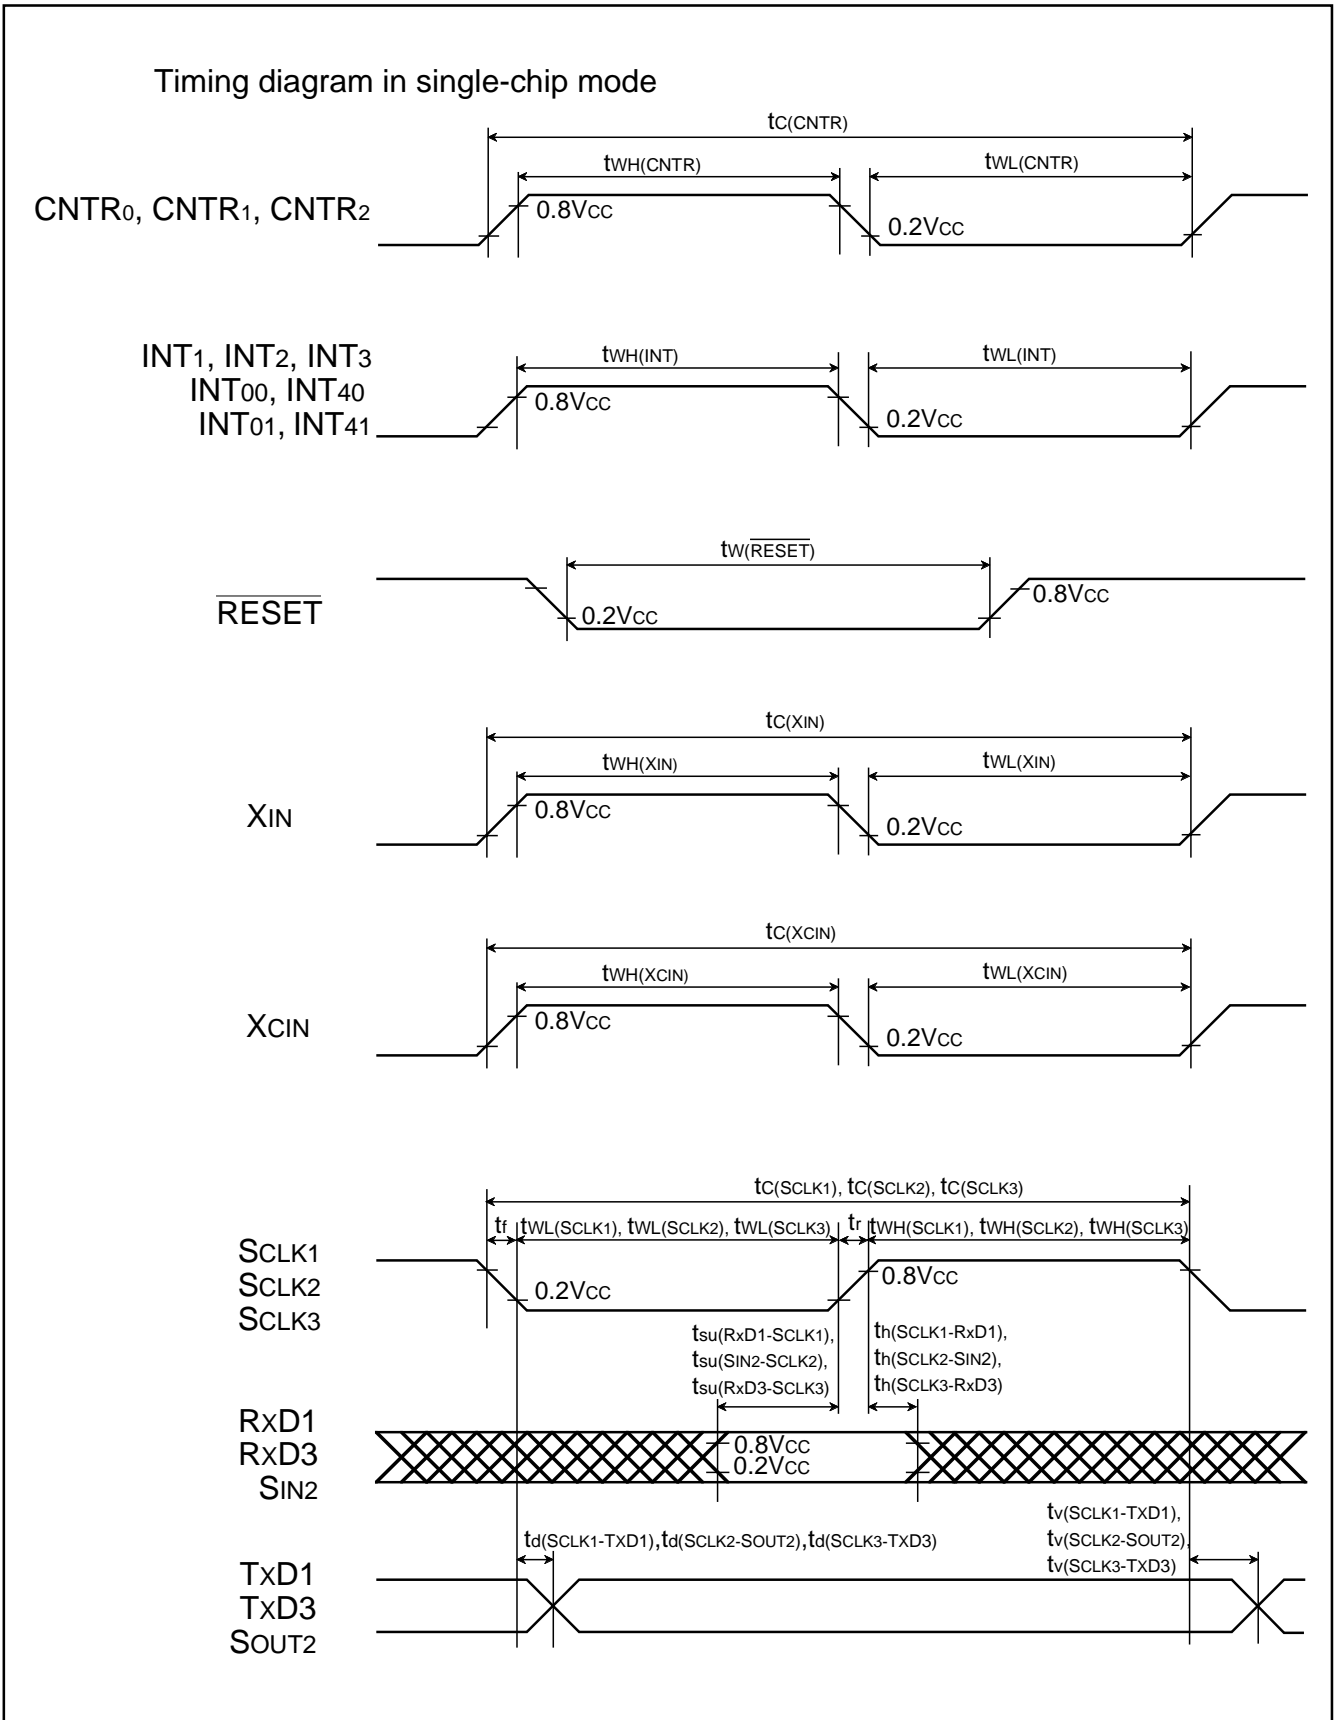 Timing diagram in single-chip mode
tC(CNTR)
tWH(CNTR)
tWL(CNTR)
CNTR0, CNTR1, CNTR2
0.8VCC
0.2VCC
INT1, INT2, INT3
INT00, INT40
INT01, INT41
tWH(INT)
tWL(INT)
0.8VCC
0.2VCC
tW(RESET)
RESET
0.2VCC
0.8VCC
tC(XIN)
tWH(XIN)
tWL(XIN)
XIN
0.8VCC
0.2VCC
tC(XCIN)
tWH(XCIN)
tWL(XCIN)
XCIN
0.8VCC
0.2VCC
tC(SCLK1), tC(SCLK2), tC(SCLK3)
tf
tWL(SCLK1), tWL(SCLK2), tWL(SCLK3)
tr
tWH(SCLK1), tWH(SCLK2), tWH(SCLK3)
SCLK1
SCLK2
SCLK3
0.2VCC
0.8VCC
tsu(RxD1-SCLK1),
tsu(SIN2-SCLK2),
tsu(RxD3-SCLK3)
th(SCLK1-RxD1),
th(SCLK2-SIN2),
th(SCLK3-RxD3)
RXD1
RXD3
SIN2
0.8VCC
0.2VCC
td(SCLK1-TXD1),td(SCLK2-SOUT2),td(SCLK3-TXD3)
tv(SCLK1-TXD1),
tv(SCLK2-SOUT2),
tv(SCLK3-TXD3)
TXD1
TXD3
SOUT2